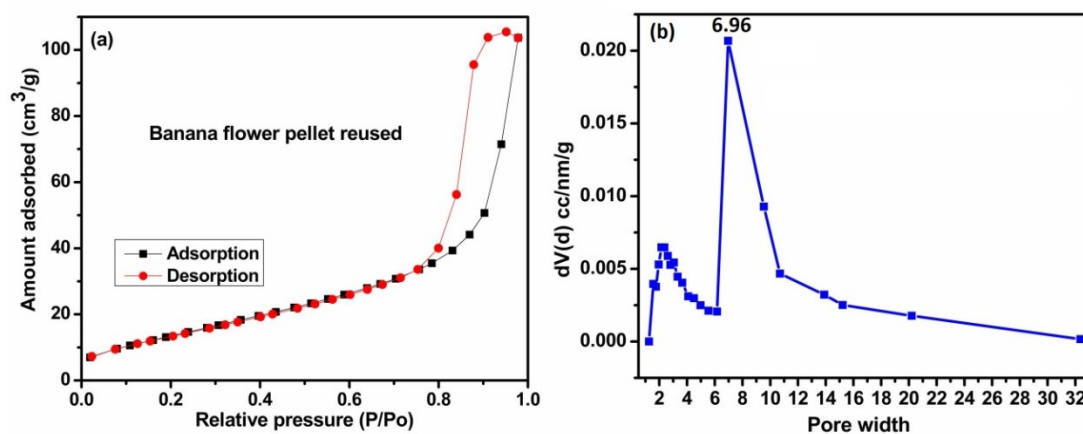 (a)
Banana flower pellet reused
Adsorption
Desorption
Amount adsorbed (cm³/g)
0
20
40
60
80
100
0.0 0.2 0.4 0.6 0.8 1.0
Relative pressure (P/Po)
(b)
6.96
dV(d) cc/nm/g
0.020
0.015
0.010
0.005
0.000
2 4 6 8 10 12 14 16 18 20 22 24 26 28 30 32
Pore width